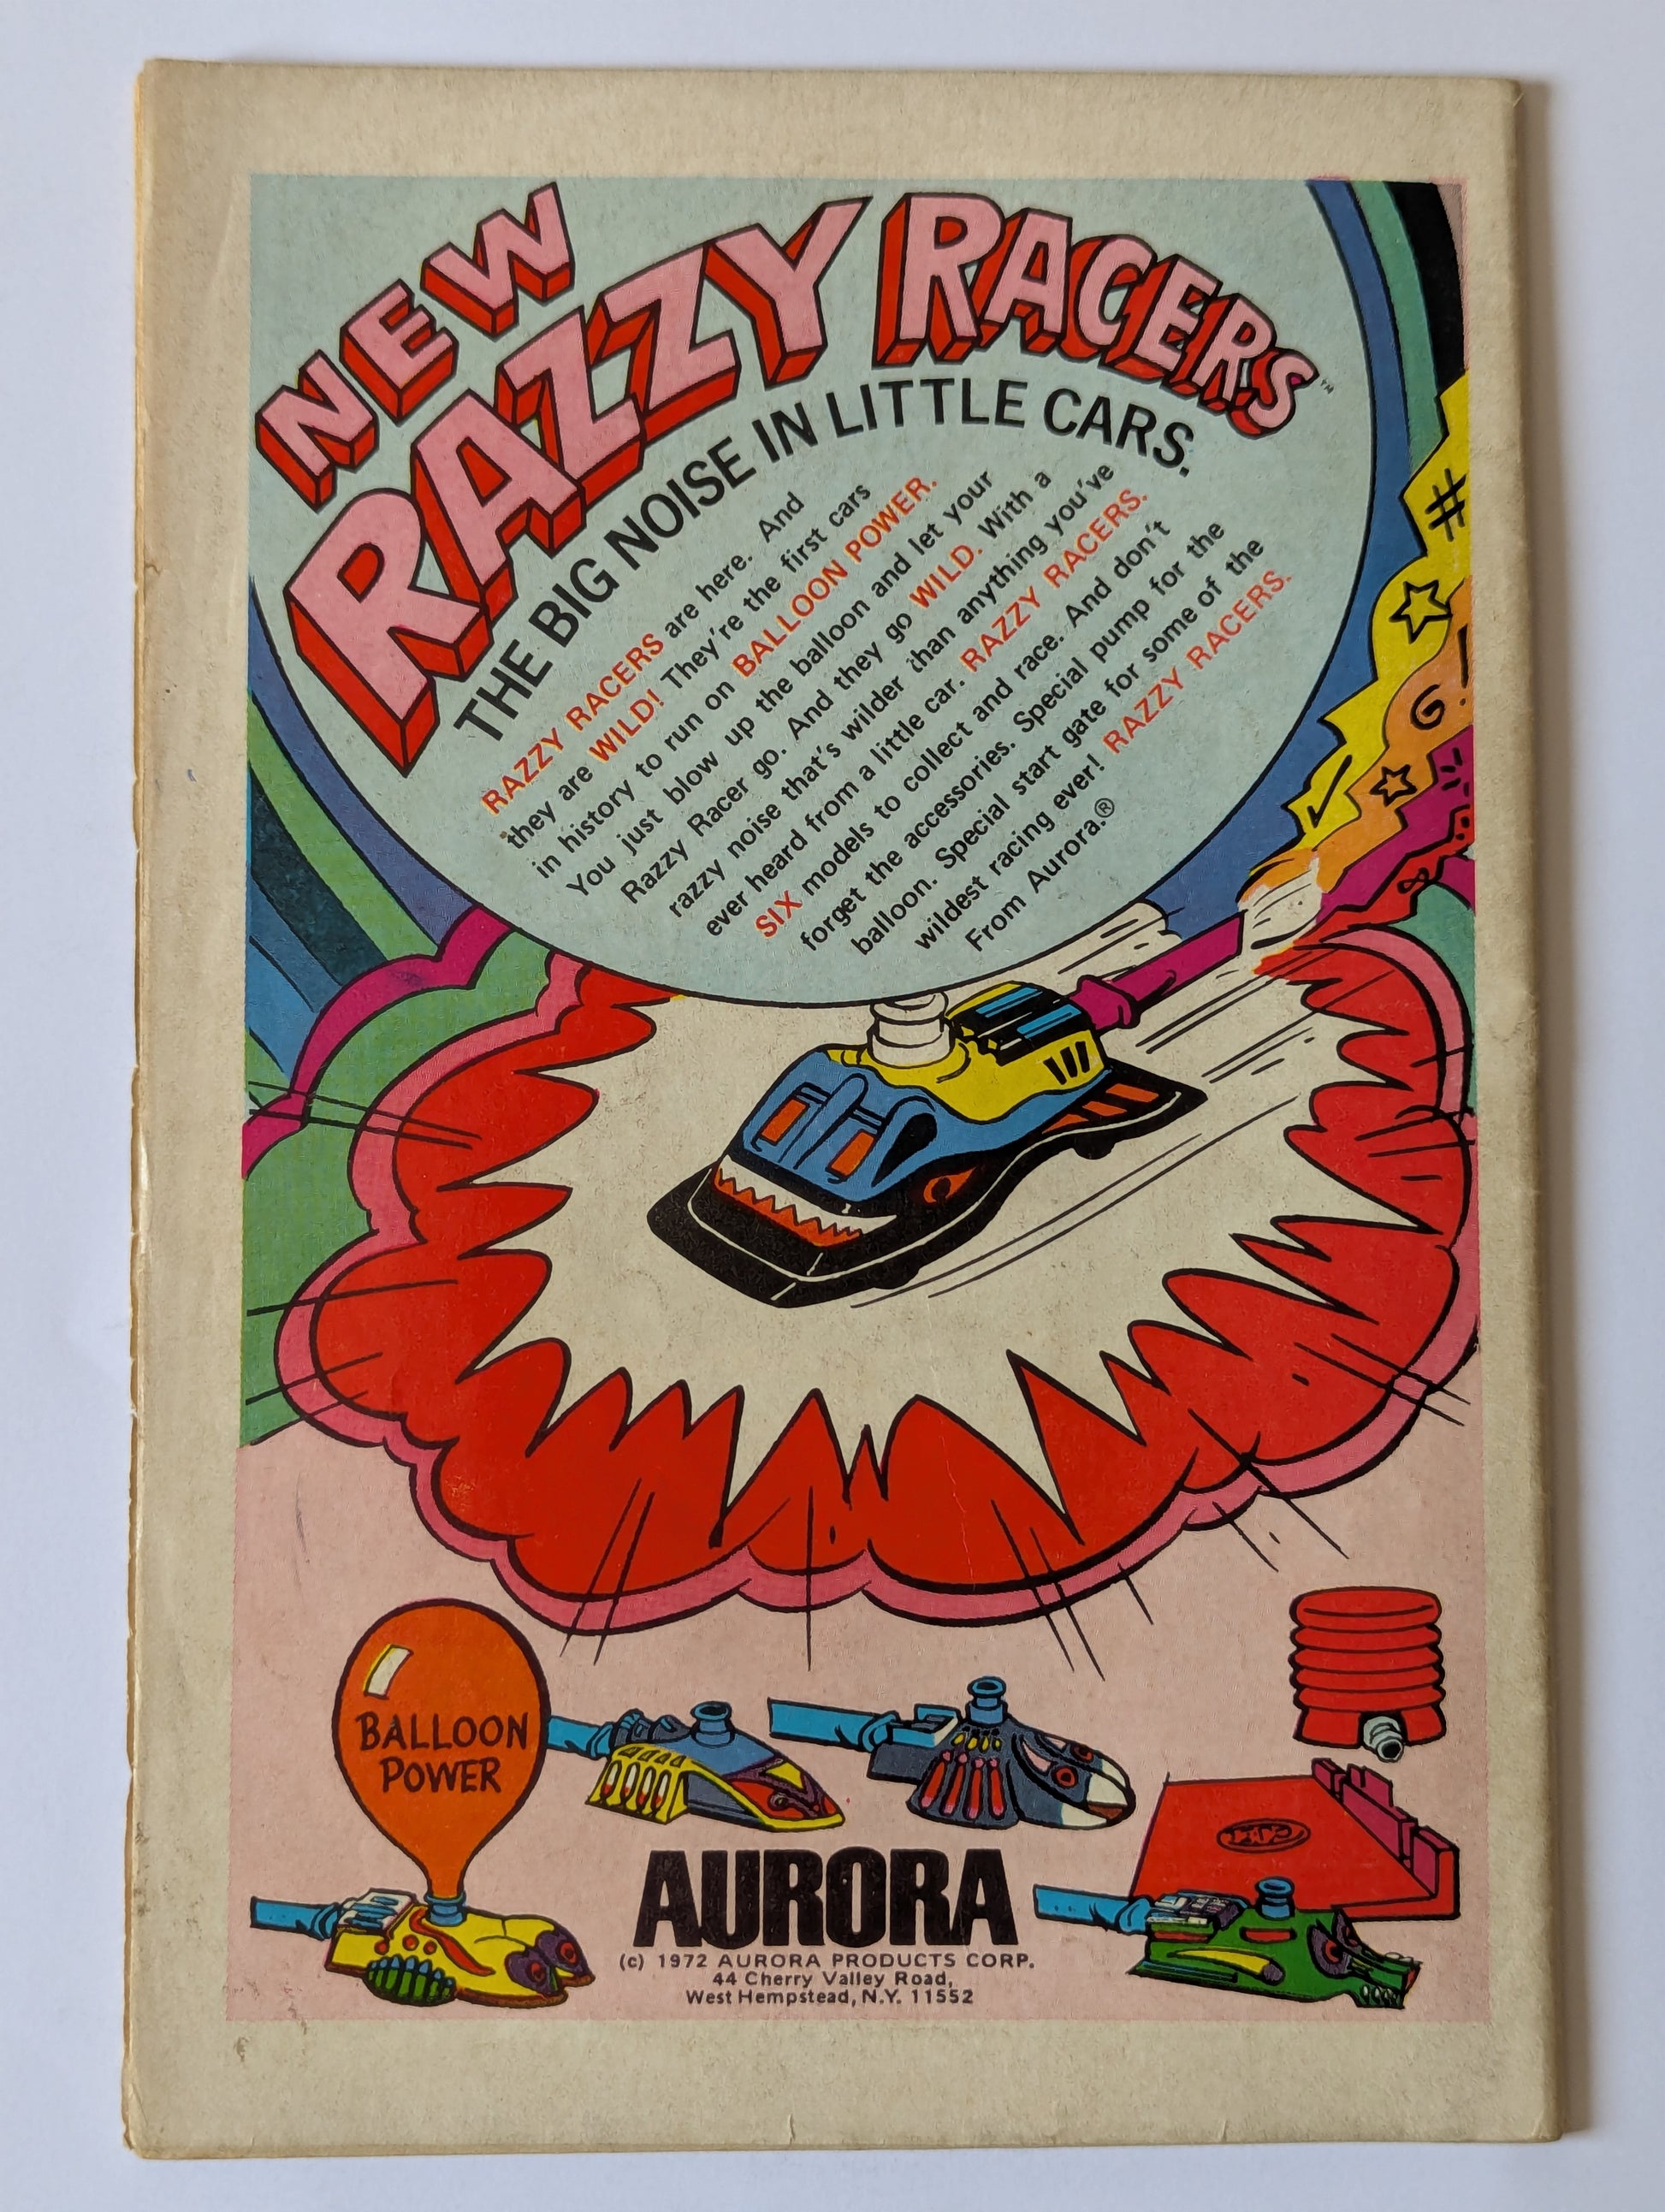 NEW
RAZZY RACERS™
THE BIG NOISE IN LITTLE CARS.
RAZZY RACERS are here. And
they are WILD! They're the first cars
in history to run on BALLOON POWER.
You just blow up the balloon and let your
Razzy Racer go. And they go WILD. With a
razzy noise that's wilder than anything you've
ever heard from a little car. RAZZY RACERS.
SIX models to collect and race. And don't
forget the accessories. Special pump for the
balloon. Special start gate for some of the
wildest racing ever! RAZZY RACERS.
From Aurora.®
#
G!
BALLOON
POWER
AURORA
(c) 1972 AURORA PRODUCTS CORP.
44 Cherry Valley Road,
West Hempstead, N.Y. 11552